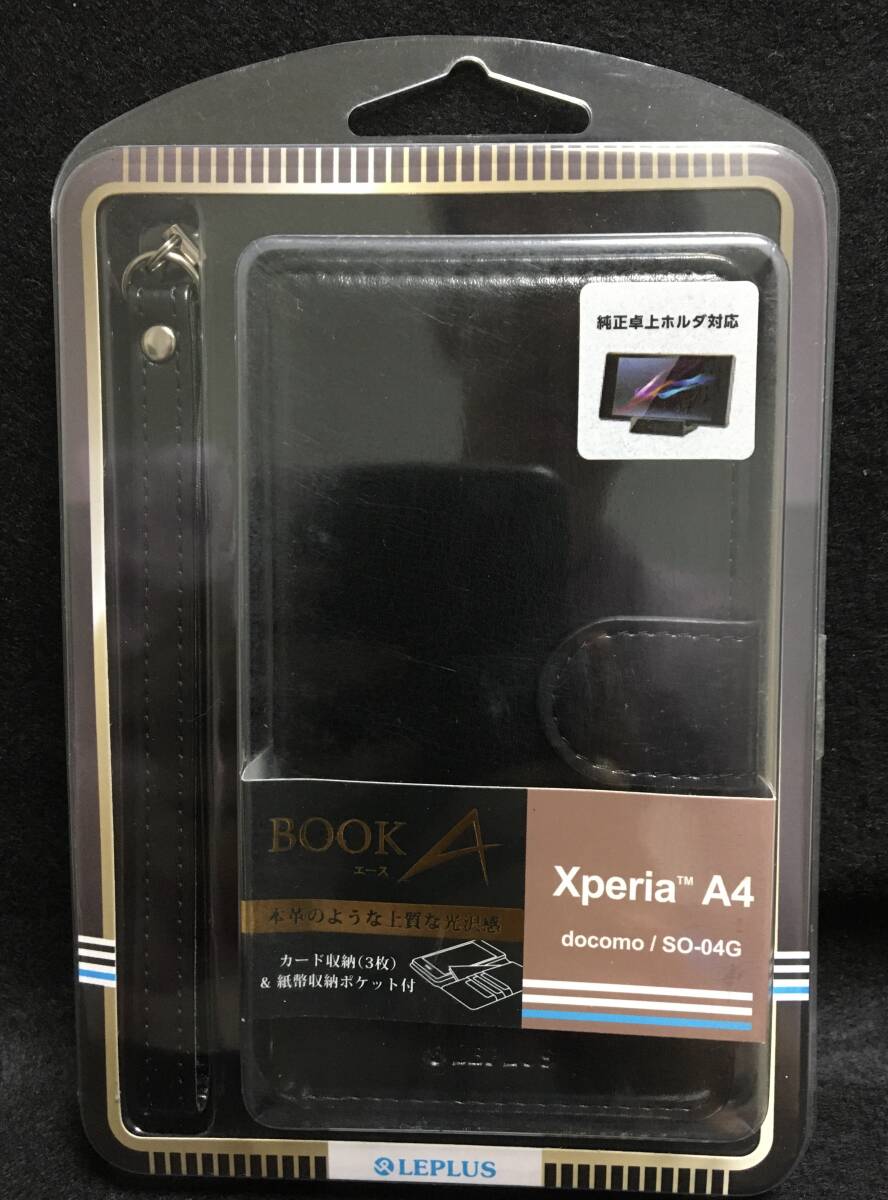 純正卓上ホルダ対応
BOOK A
エース
本革のような上質な光沢感
カード収納(3枚)
& 紙幣収納ポケット付
Xperia™ A4
docomo / SO-04G
LEPLUS